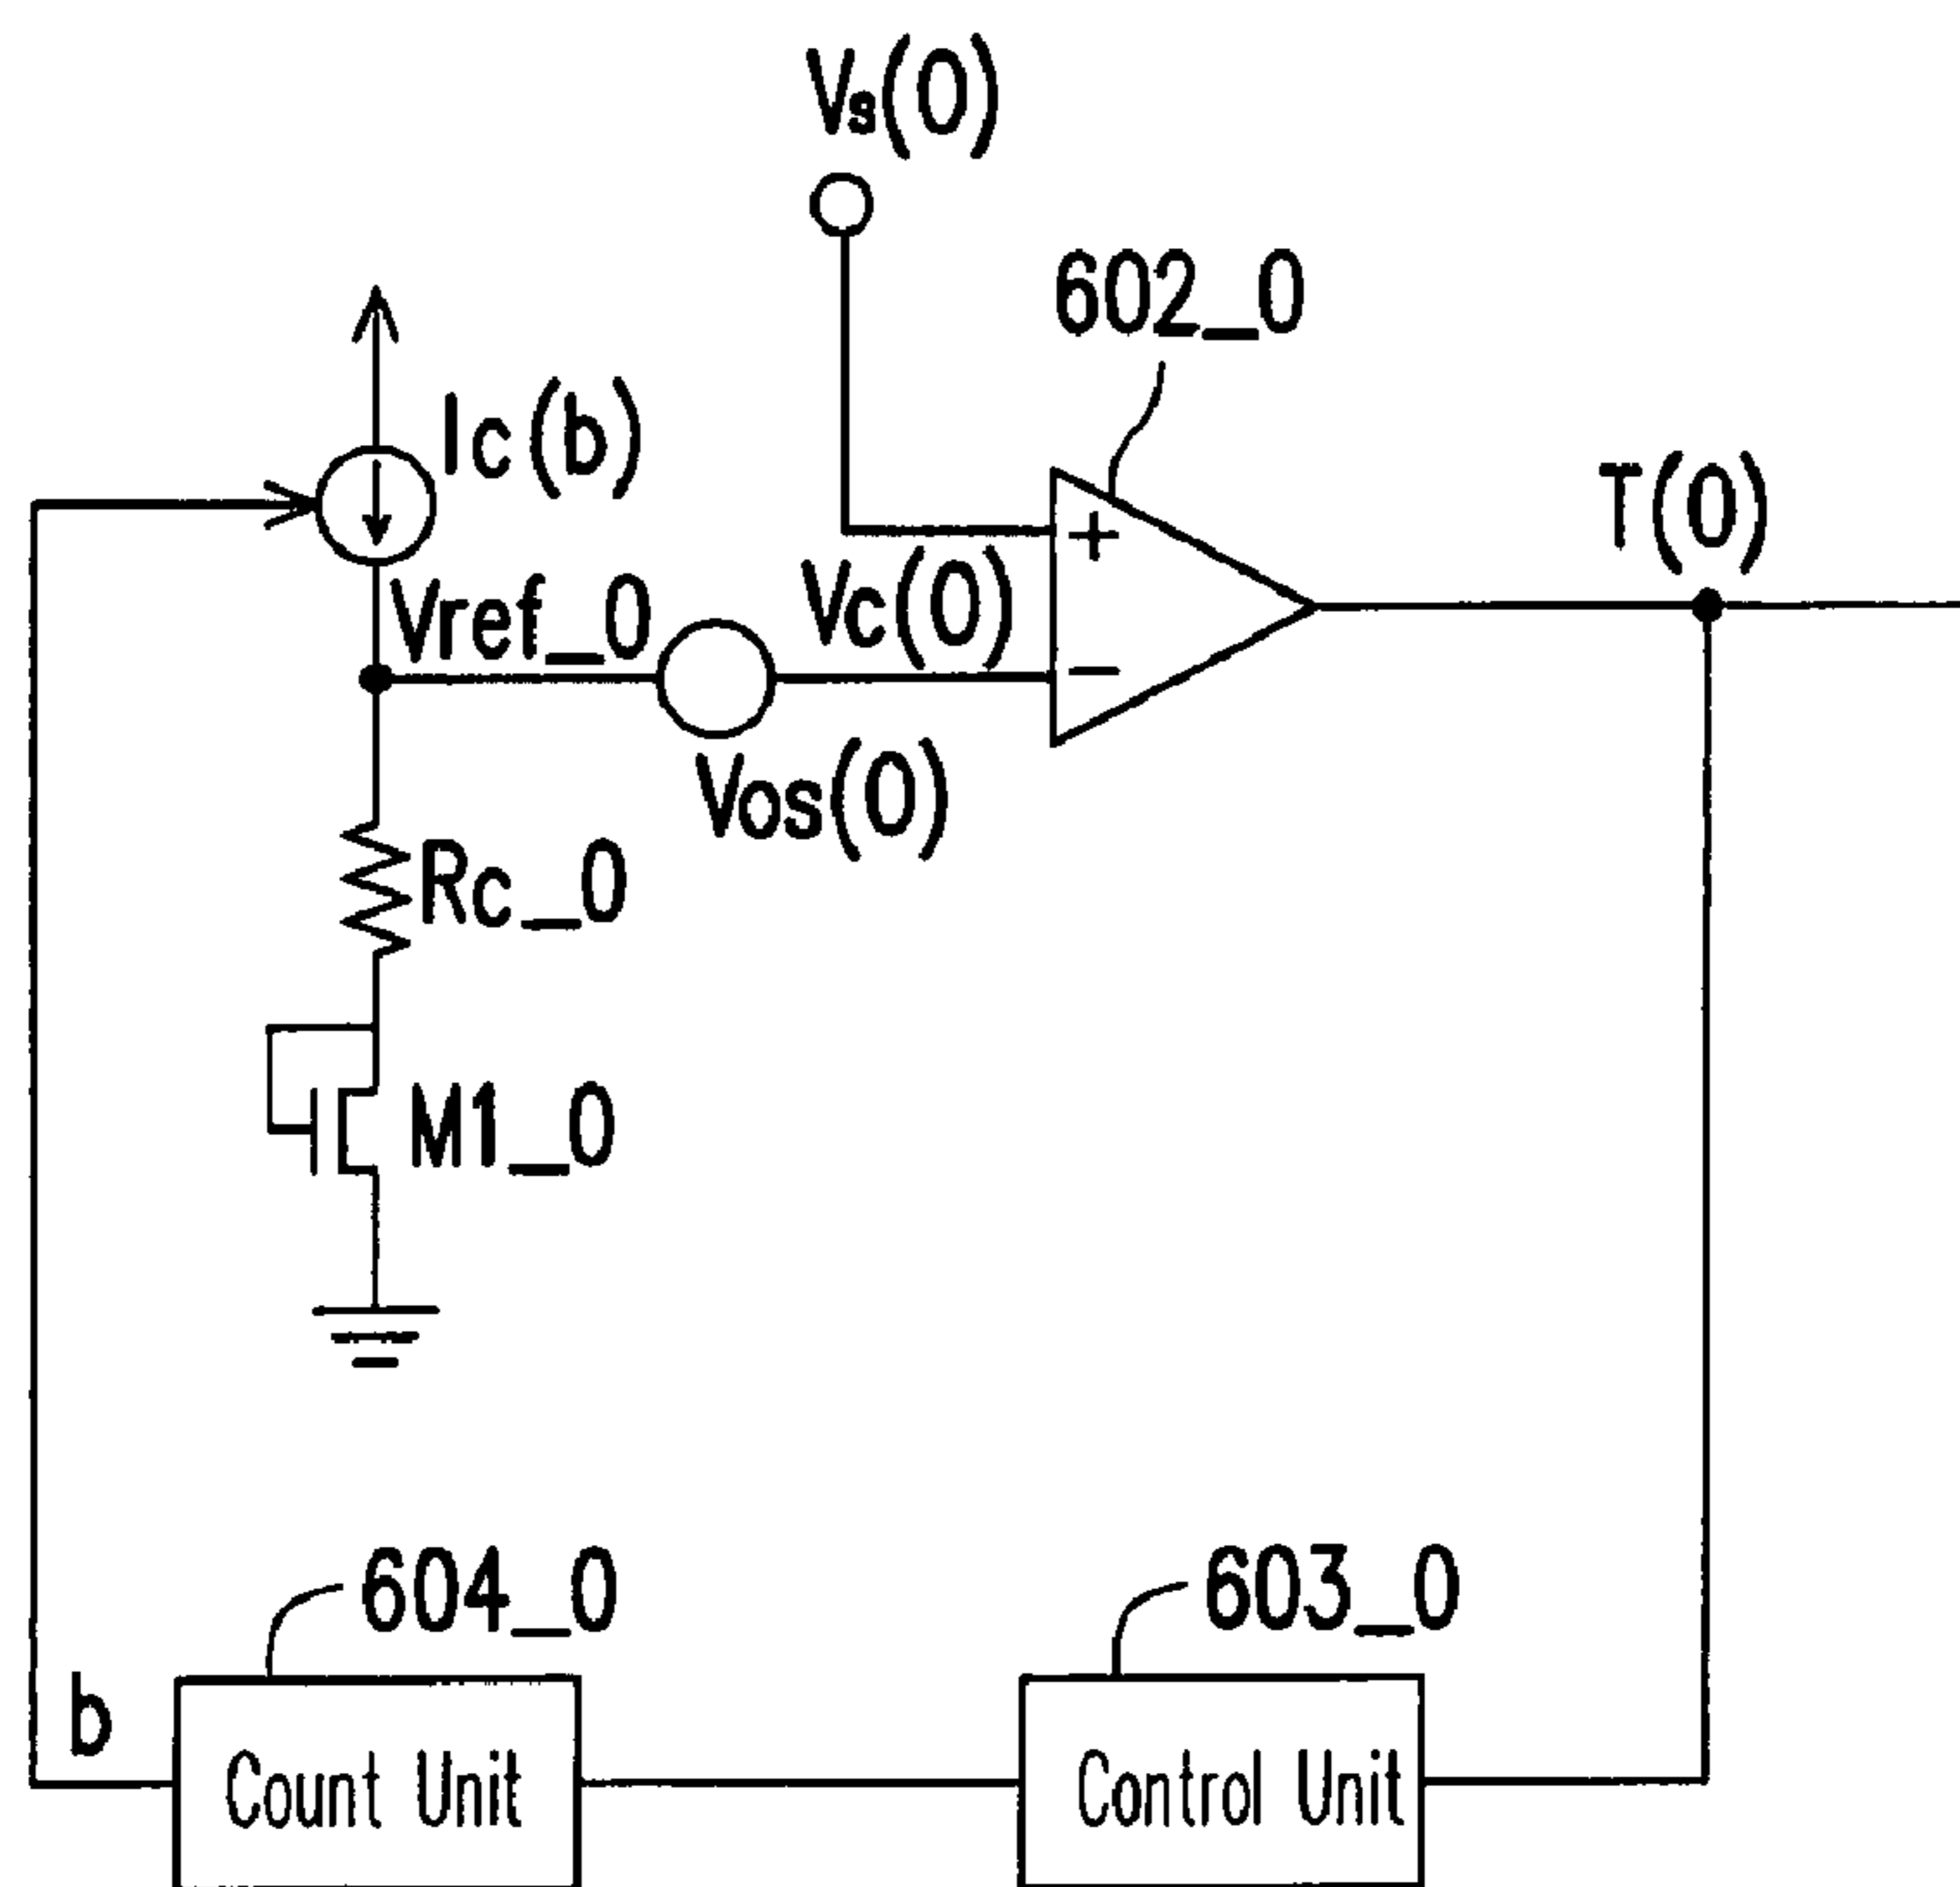 Vs(0)
602_0
Ic(b)
T(0)
Vref_0
Vc(0)
+
−
Vos(0)
Rc_0
M1_0
604_0
603_0
b
Count Unit
Control Unit